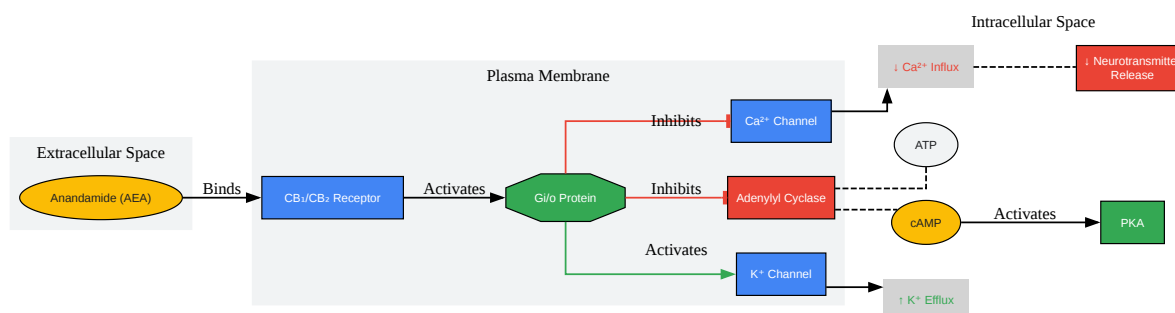 Intracellular Space
↓ Ca²⁺ Influx
↓ Neurotransmitte
Release
Plasma Membrane
Inhibits
Ca²⁺ Channel
ATP
Extracellular Space
Anandamide (AEA)
Binds
CB₁/CB₂ Receptor
Activates
Gi/o Protein
Inhibits
Adenylyl Cyclase
cAMP
Activates
PKA
Activates
K⁺ Channel
↑ K⁺ Efflux